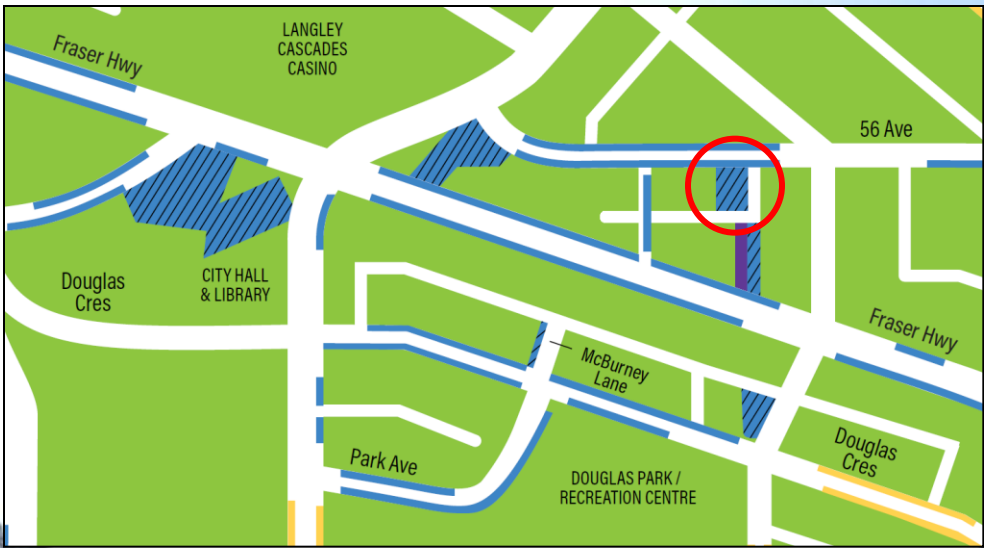 LANGLEY
CASCADES
CASINO
Fraser Hwy
56 Ave
Douglas
Cres
CITY HALL
& LIBRARY
Fraser Hwy
McBurney
Lane
Park Ave
Douglas
Cres
DOUGLAS PARK /
RECREATION CENTRE